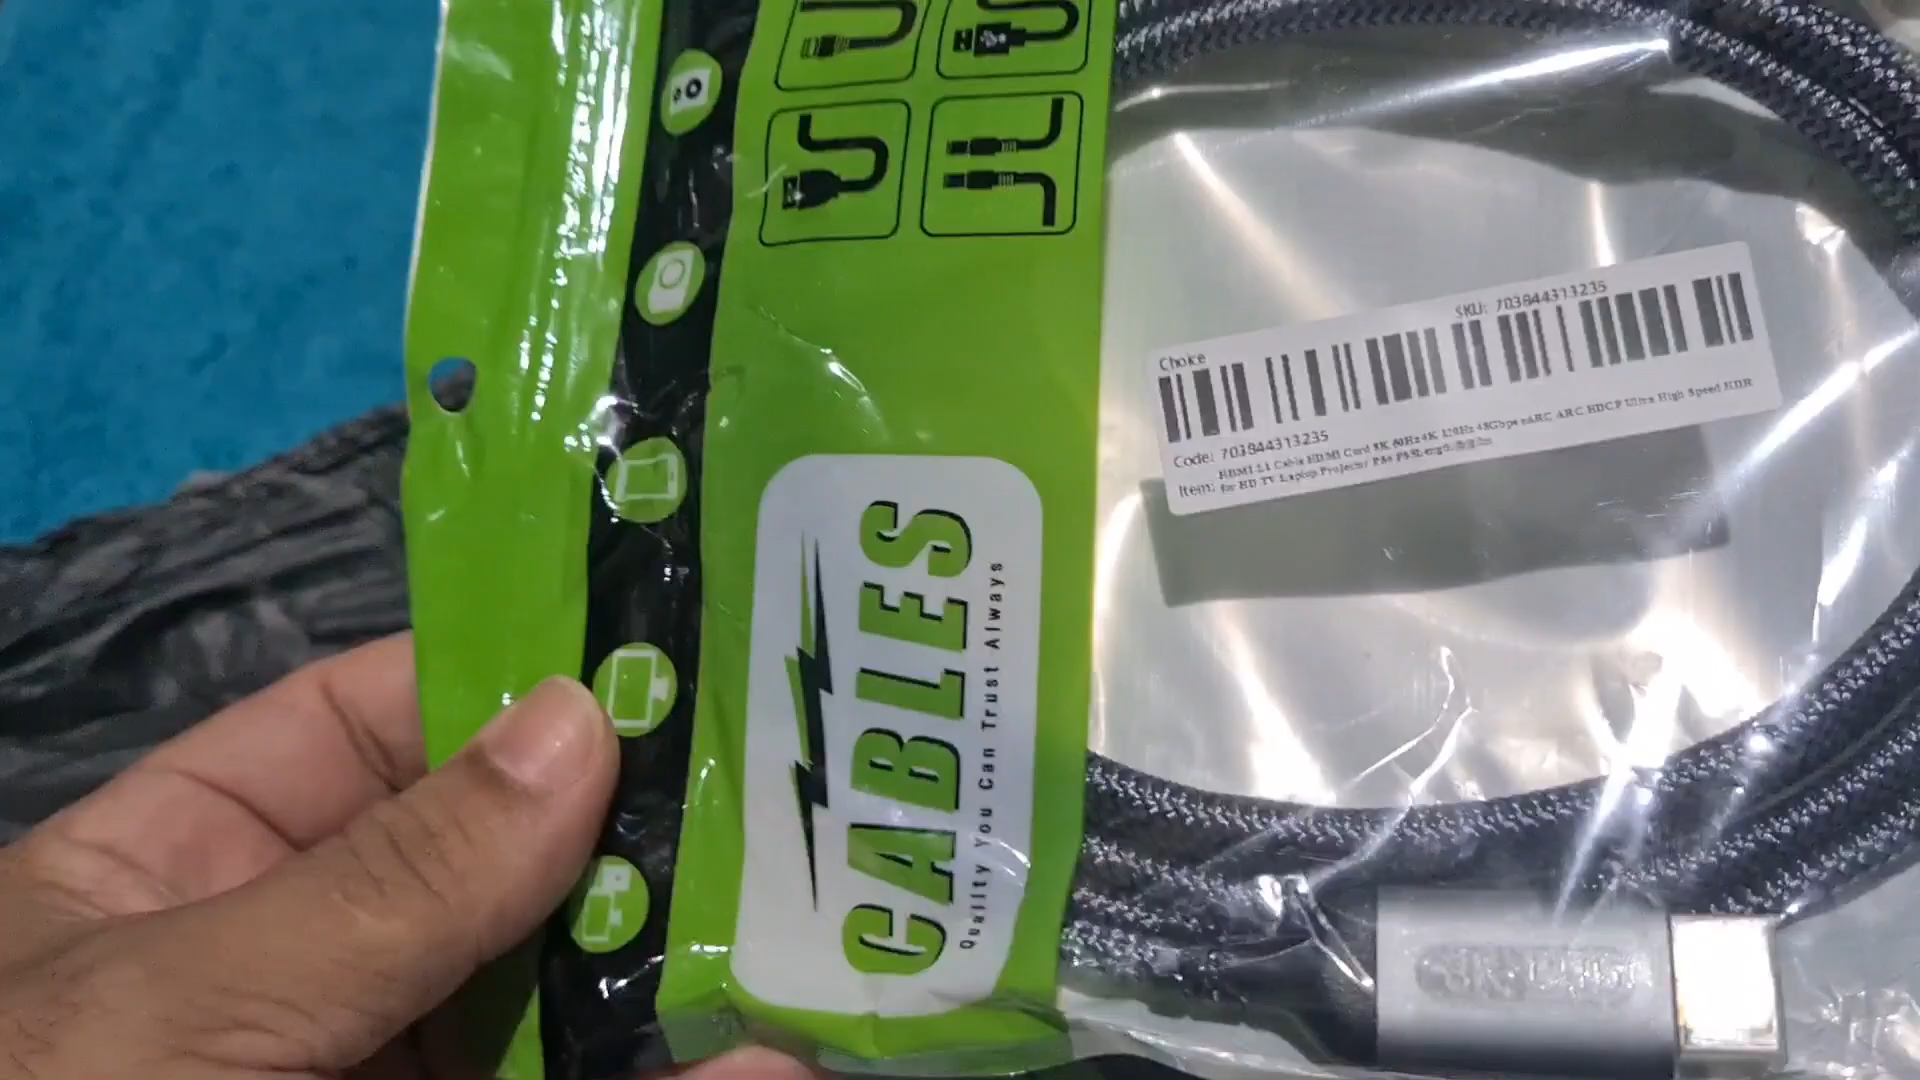 CABLES
Quality You Can Trust Always
SKU: 703844313235
Choice
Code: 703844313235
Item: HDMI 2.1 Cable HDMI Cord 8K 60Hz 4K 120Hz 48Gbps eARC ARC HDCP Ultra High Speed HDR
for HD TV Laptop Projector PS4 PS5